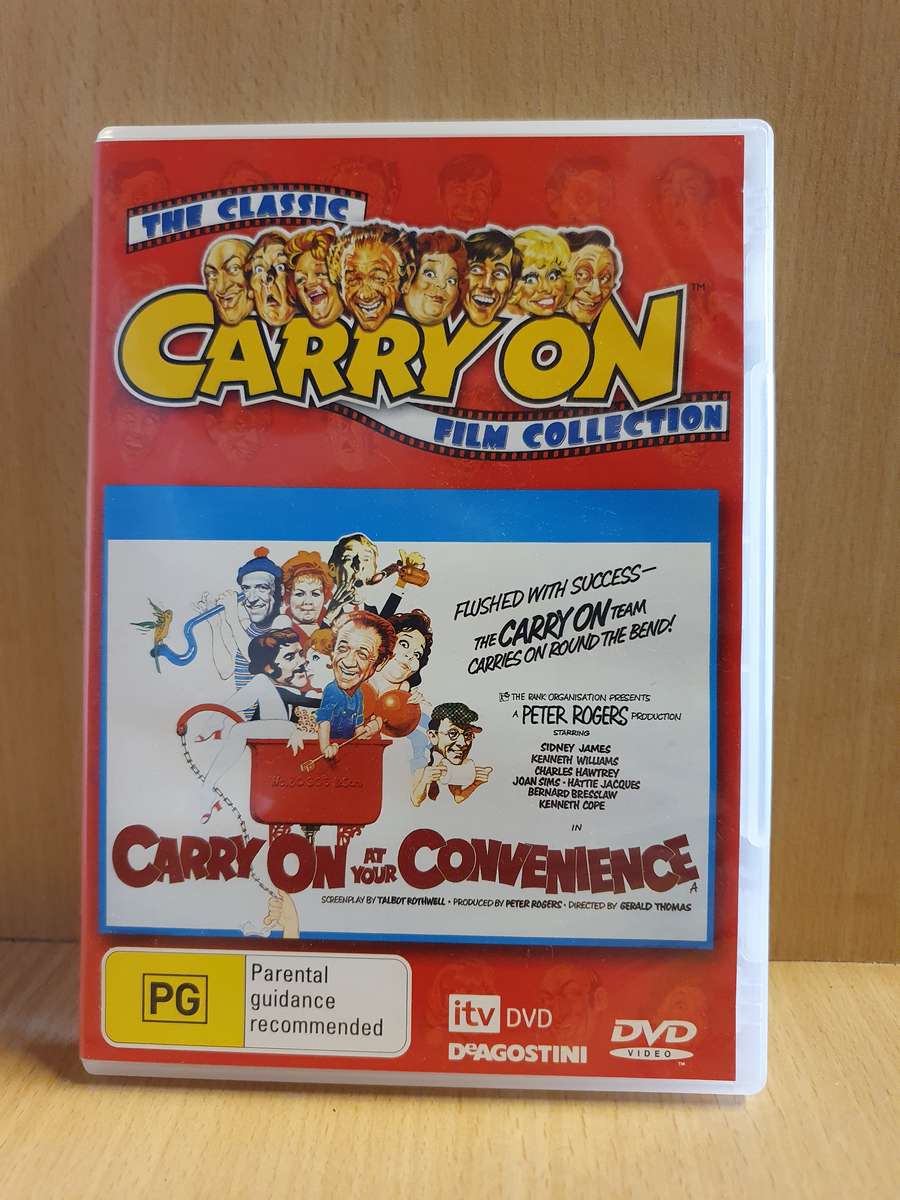 THE CLASSIC
CARRY ON™
FILM COLLECTION
FLUSHED WITH SUCCESS—
THE CARRY ON TEAM
CARRIES ON ROUND THE BEND!
THE RANK ORGANISATION PRESENTS
A PETER ROGERS PRODUCTION
STARRING
SIDNEY JAMES
KENNETH WILLIAMS
CHARLES HAWTREY
JOAN SIMS · HATTIE JACQUES
BERNARD BRESSLAW
KENNETH COPE
IN
CARRY ON AT YOUR CONVENIENCE
A
SCREENPLAY BY TALBOT ROTHWELL · PRODUCED BY PETER ROGERS · DIRECTED BY GERALD THOMAS
PG
Parental
guidance
recommended
itv DVD
DeAGOSTINI
DVD
VIDEO
™